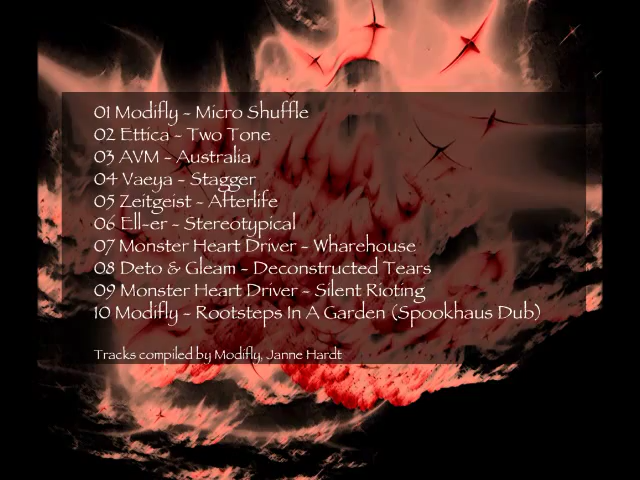 01 Modifly - Micro Shuffle
02 Ettica - Two Tone
03 AVM - Australia
04 Vaeya - Stagger
05 Zeitgeist - Afterlife
06 Ell-er - Stereotypical
07 Monster Heart Driver - Wharehouse
08 Deto & Gleam - Deconstructed Tears
09 Monster Heart Driver - Silent Rioting
10 Modifly - Rootsteps In A Garden (Spookhaus Dub)
Tracks compiled by Modifly, Janne Hardt